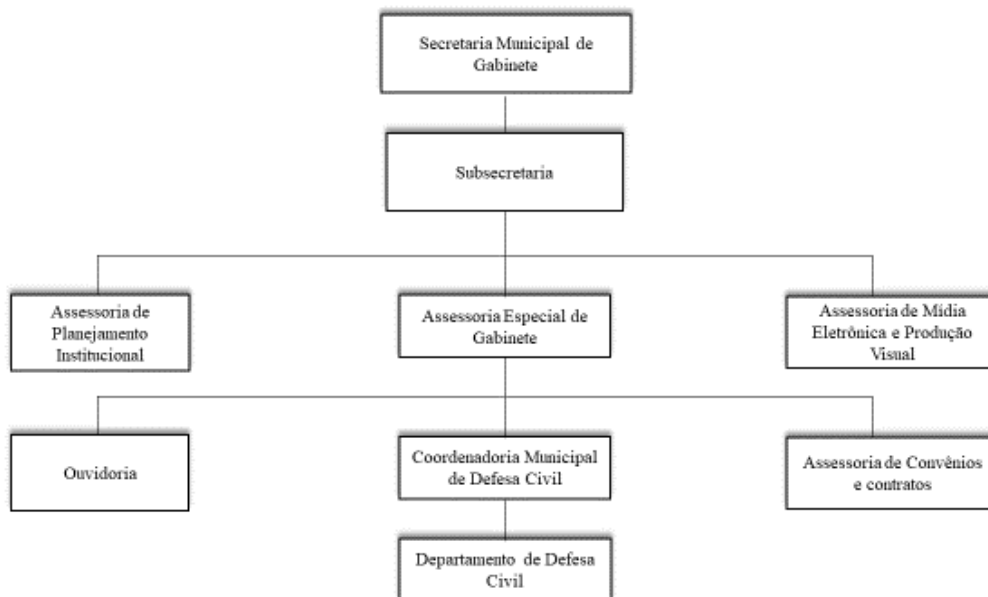 Secretaria Municipal de
Gabinete
Subsecretaria
Assessoria de
Planejamento
Institucional
Assessoria Especial de
Gabinete
Assessoria de Mídia
Eletrônica e Produção
Visual
Ouvidoria
Coordenadoria Municipal
de Defesa Civil
Assessoria de Convênios
e contratos
Departamento de Defesa
Civil